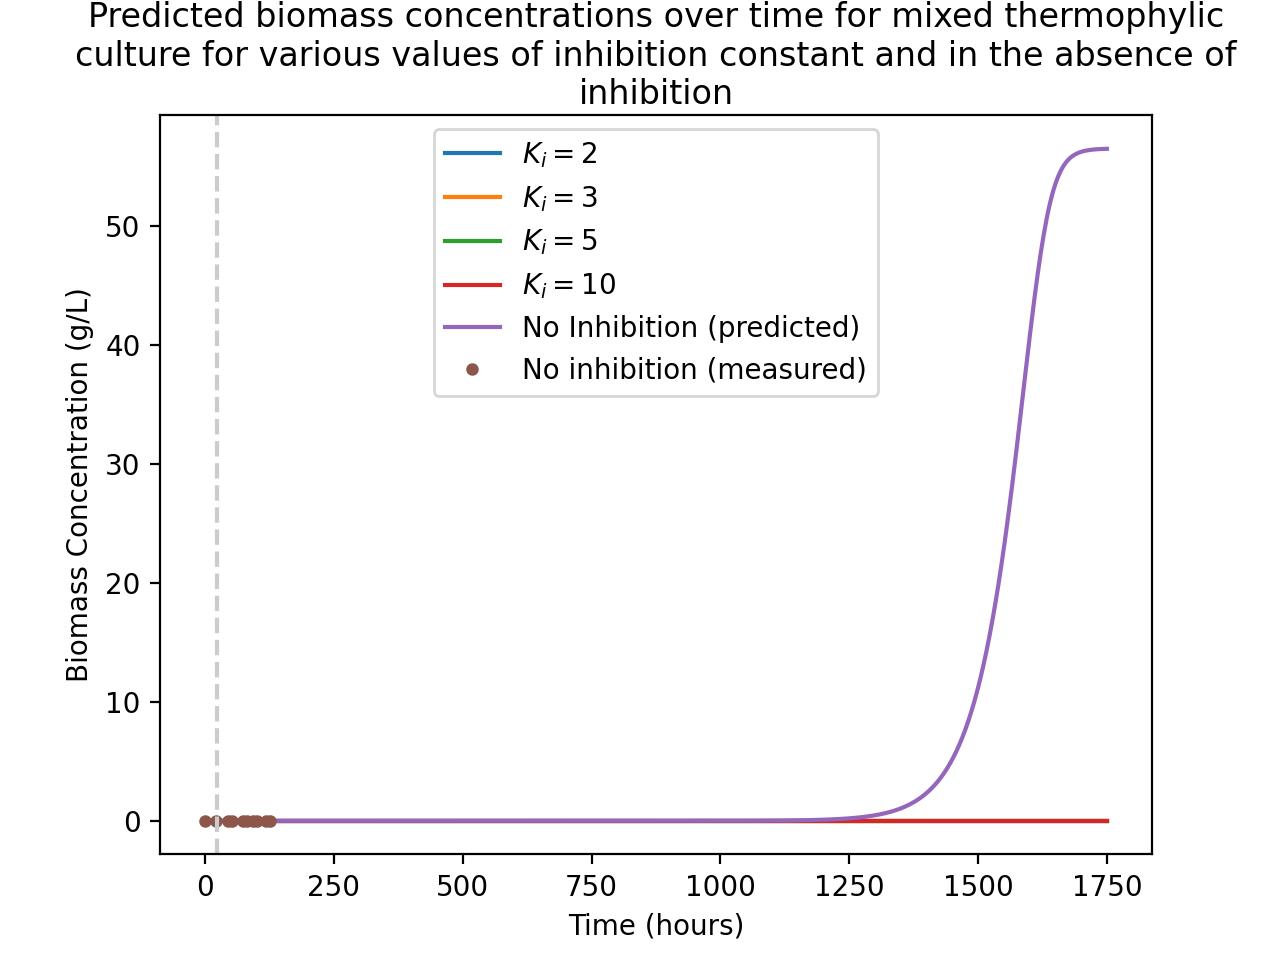 Predicted biomass concentrations over time for mixed thermophylic
culture for various values of inhibition constant and in the absence of
inhibition
K_i = 2
K_i = 3
K_i = 5
K_i = 10
No Inhibition (predicted)
No inhibition (measured)
Biomass Concentration (g/L)
50
40
30
20
10
0
0 250 500 750 1000 1250 1500 1750
Time (hours)